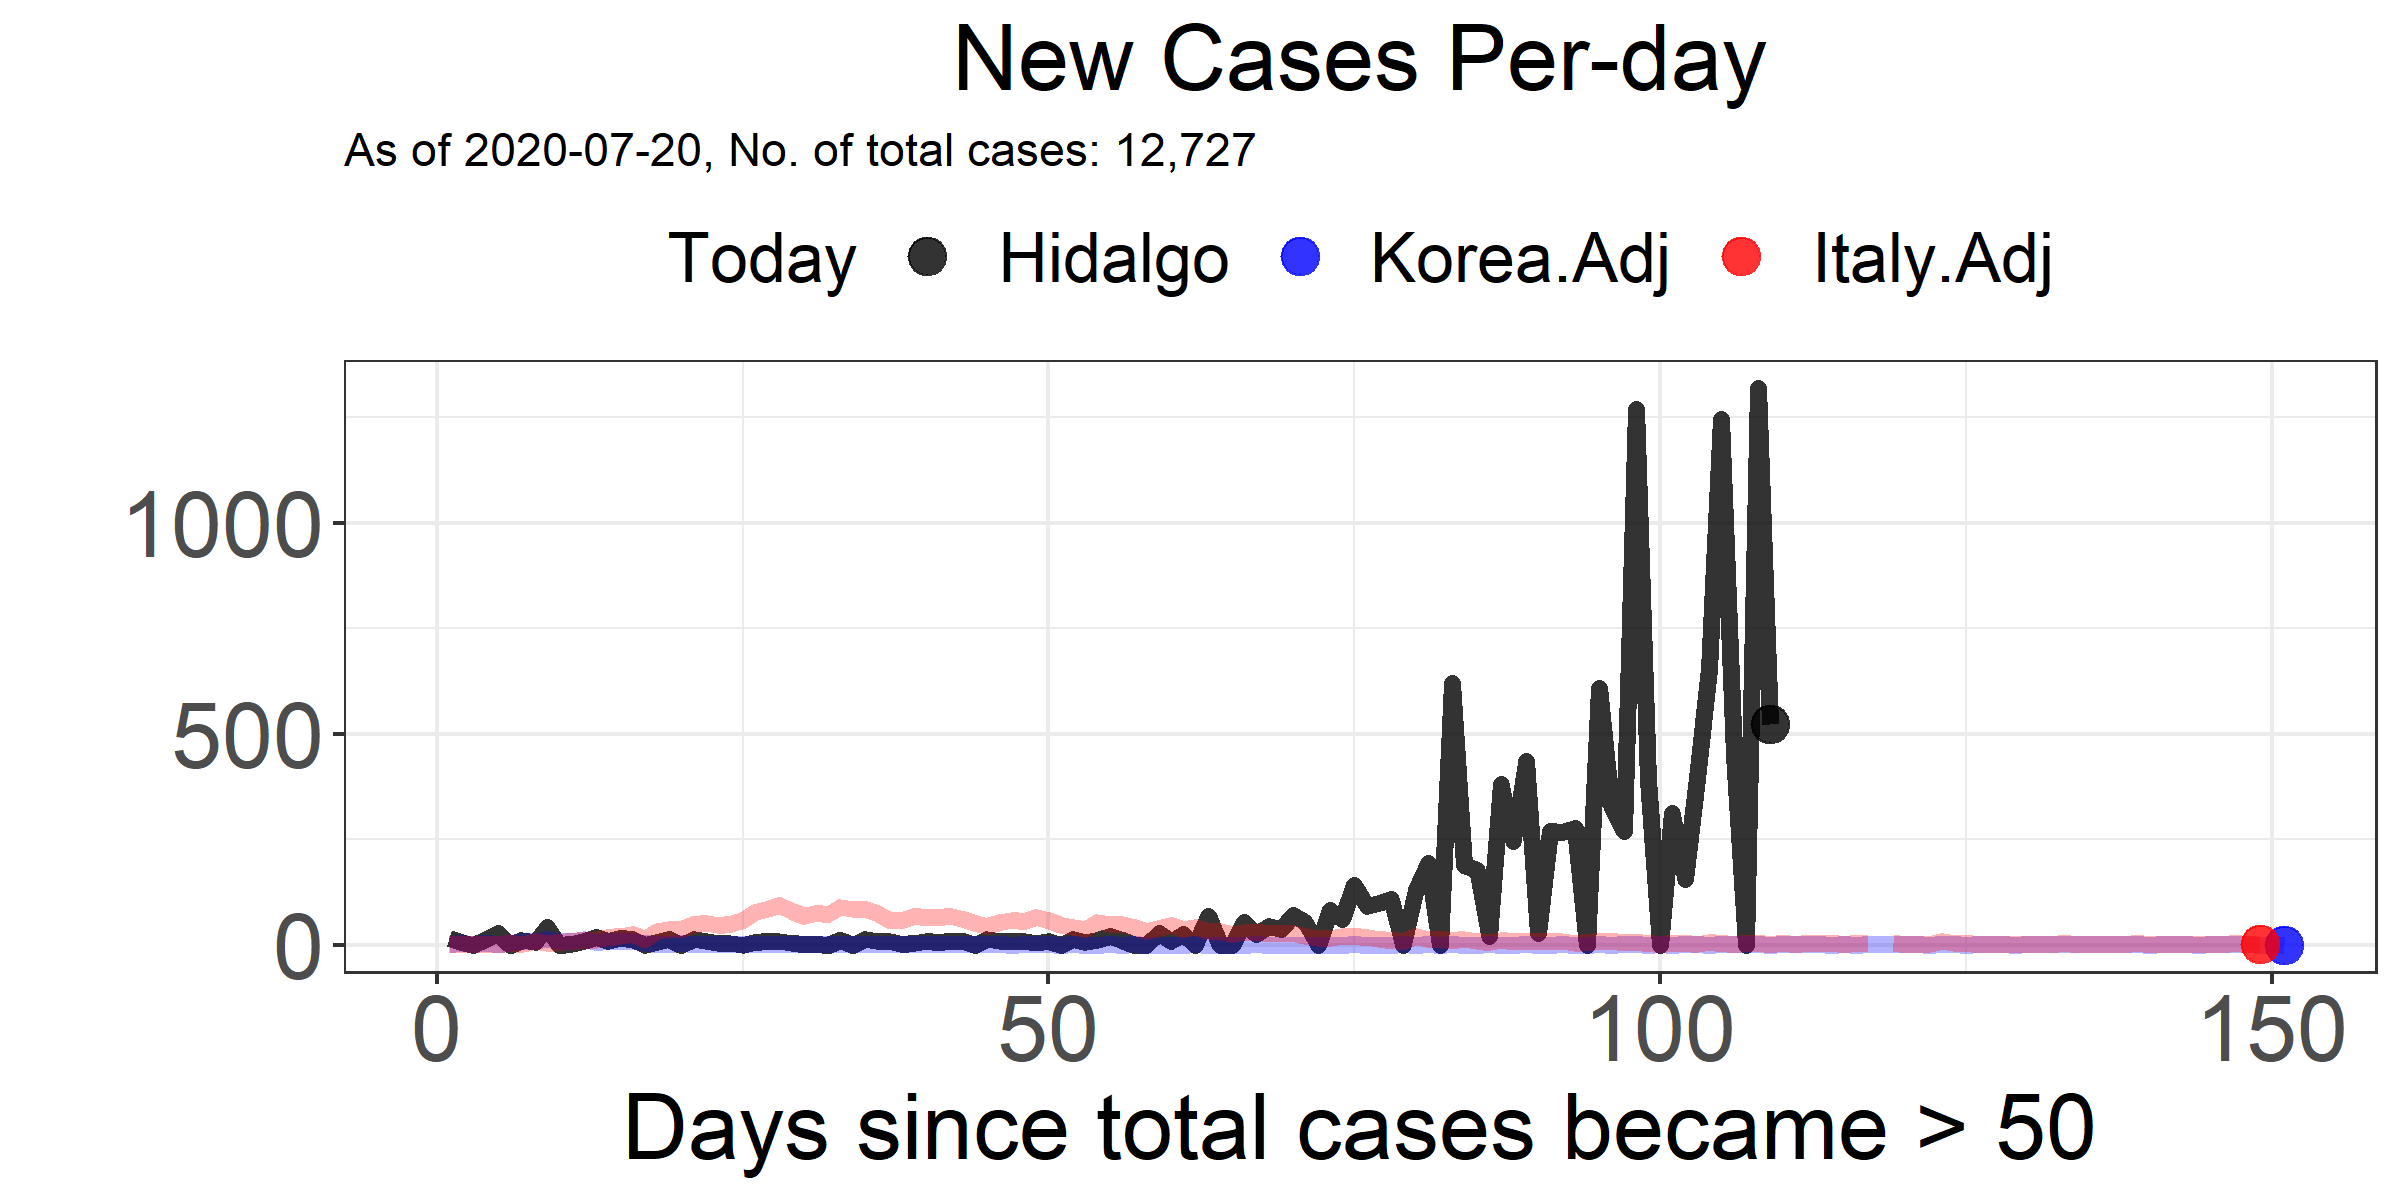 New Cases Per-day
As of 2020-07-20, No. of total cases: 12,727
Today Hidalgo Korea.Adj Italy.Adj
1000
500
0
0 50 100 150
Days since total cases became > 50